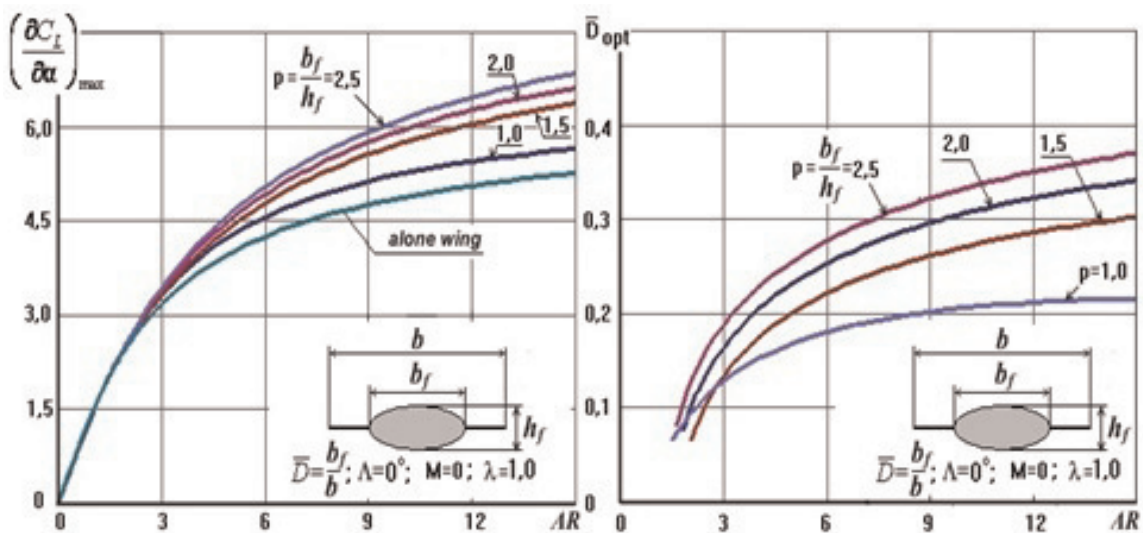 (∂C_L/∂α)max
p=b_f/h_f=2,5
2,0
1,5
1,0
alone wing
6,0
4,5
3,0
1,5
0
b
b_f
h_f
D̅=b_f/b; Λ=0°; M=0; λ=1,0
0 3 6 9 12 AR
D̅opt
p=b_f/h_f=2,5
2,0
1,5
p=1,0
0,4
0,3
0,2
0,1
0
b
b_f
h_f
D̅=b_f/b; Λ=0°; M=0; λ=1,0
0 3 6 9 12 AR